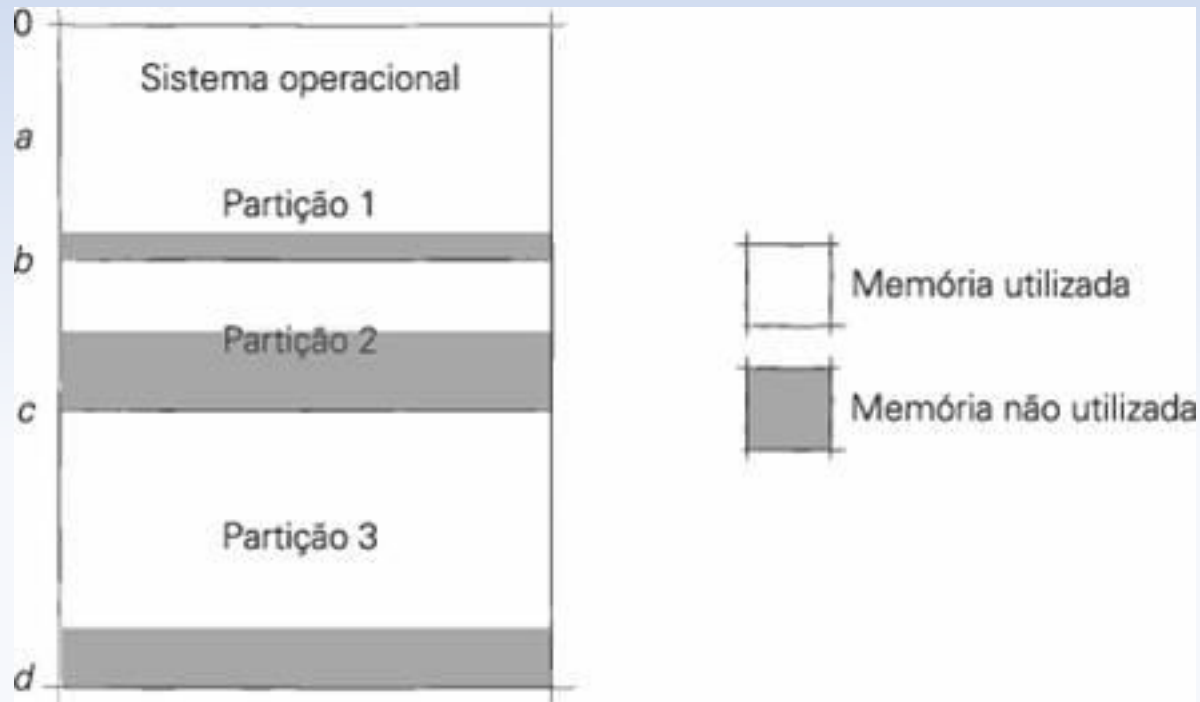 0
Sistema operacional
a
Partição 1
b
Partição 2
c
Partição 3
d
Memória utilizada
Memória não utilizada